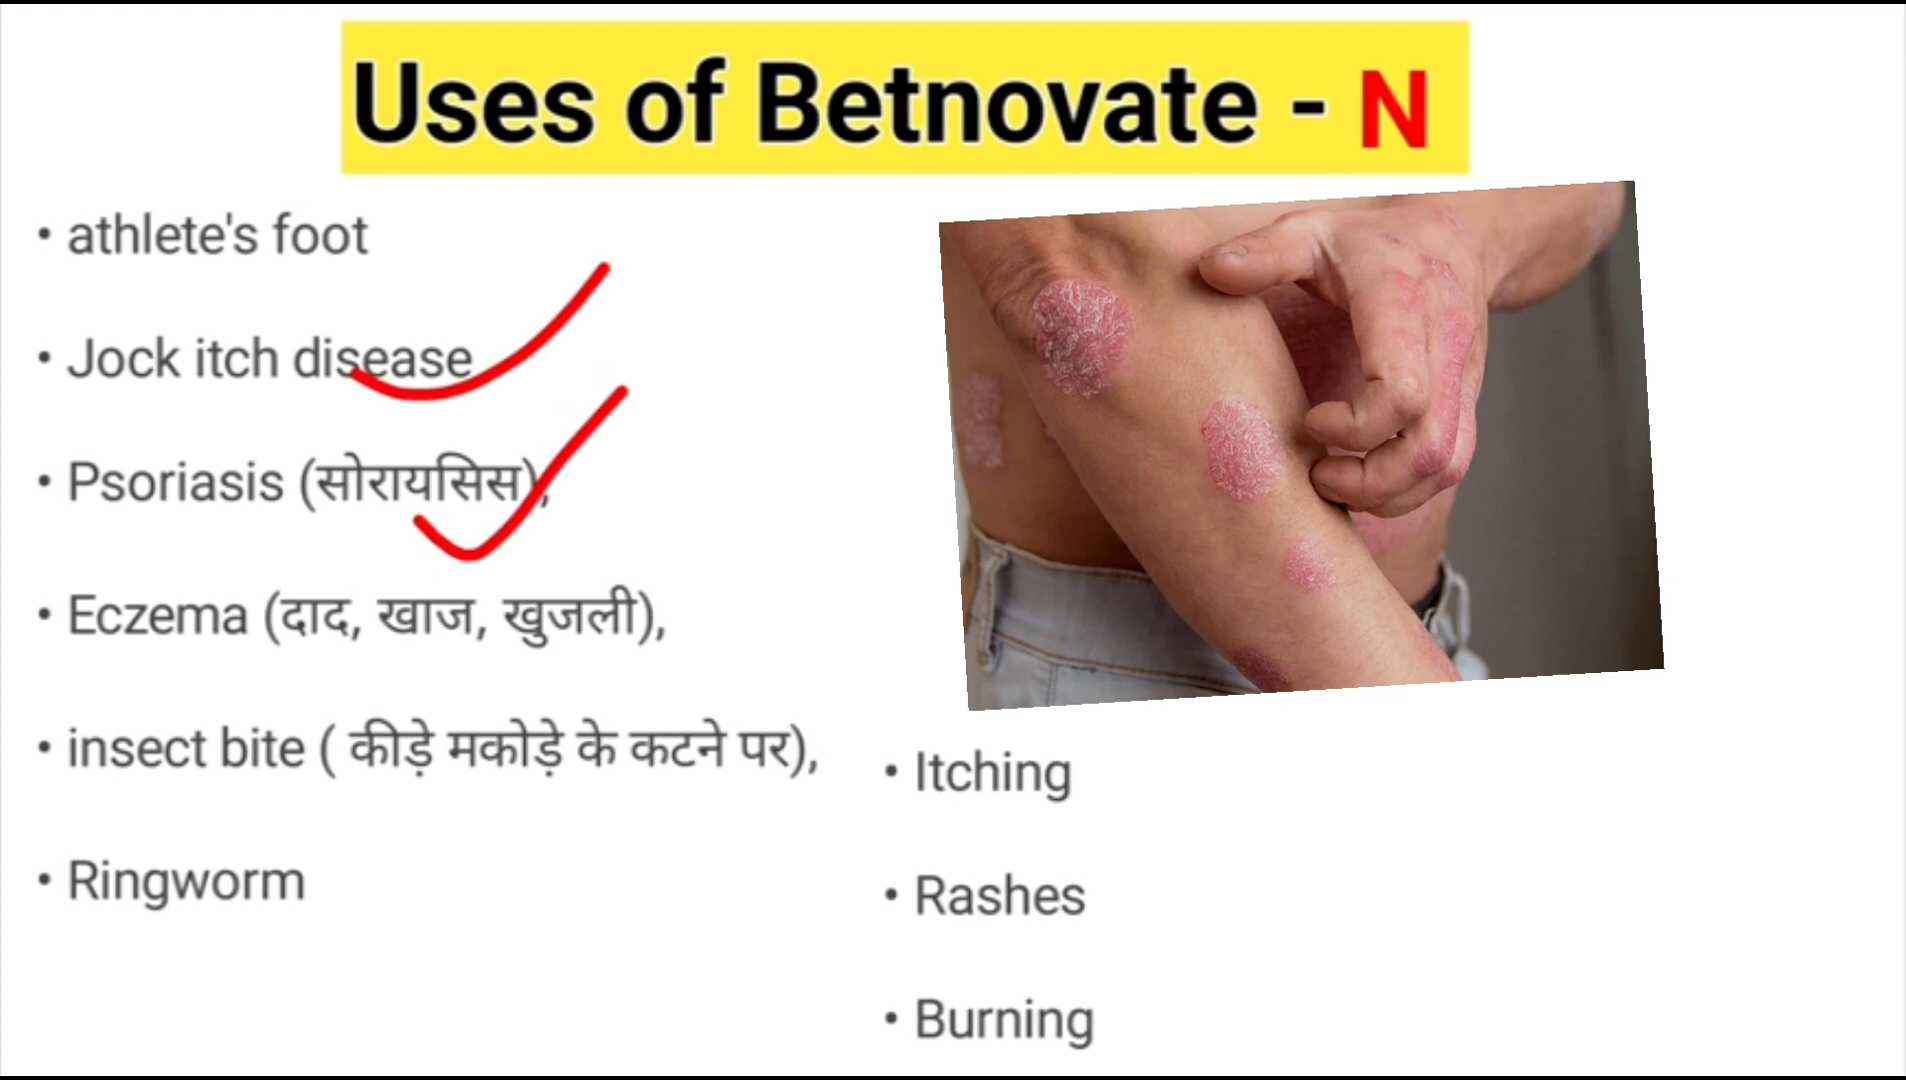 Uses of Betnovate - N
• athlete's foot
• Jock itch disease
• Psoriasis (सोरायसिस),
• Eczema (दाद, खाज, खुजली),
• insect bite ( कीड़े मकोड़े के कटने पर),
• Ringworm
• Itching
• Rashes
• Burning